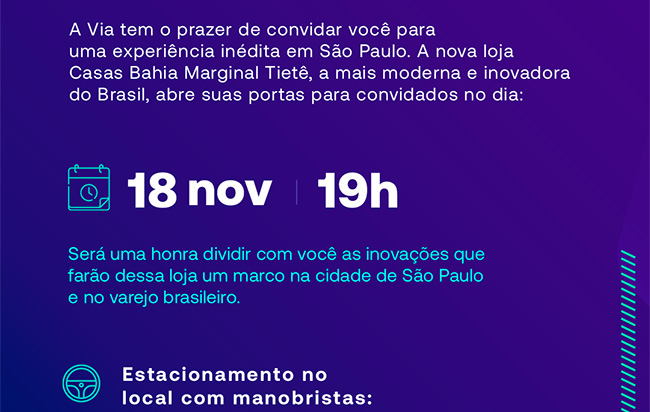 A Via tem o prazer de convidar você para
uma experiência inédita em São Paulo. A nova loja
Casas Bahia Marginal Tietê, a mais moderna e inovadora
do Brasil, abre suas portas para convidados no dia:
18 nov | 19h
Será uma honra dividir com você as inovações que
farão dessa loja um marco na cidade de São Paulo
e no varejo brasileiro.
Estacionamento no
local com manobristas: